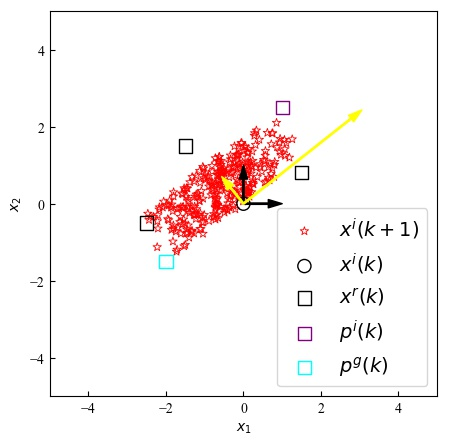 4
2
0
−2
−4
x₂
xⁱ(k+1)
xⁱ(k)
xʳ(k)
pⁱ(k)
pᵍ(k)
−4 −2 0 2 4
x₁